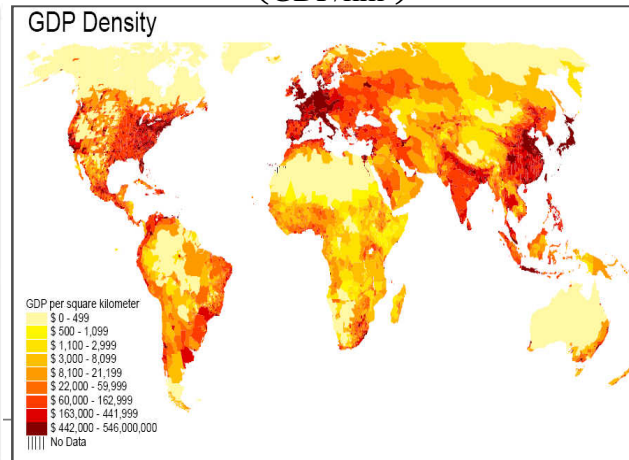 GDP Density
GDP per square kilometer
$ 0 - 499
$ 500 - 1,099
$ 1,100 - 2,999
$ 3,000 - 8,099
$ 8,100 - 21,199
$ 22,000 - 59,999
$ 60,000 - 162,999
$ 163,000 - 441,999
$ 442,000 - 546,000,000
No Data